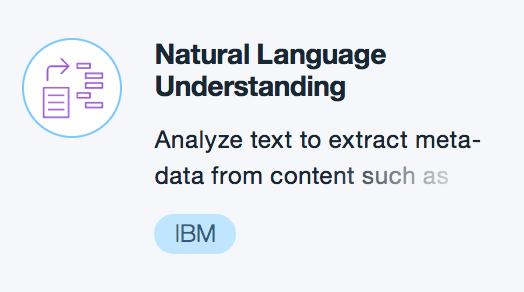 Natural Language
Understanding
Analyze text to extract meta-
data from content such as
IBM